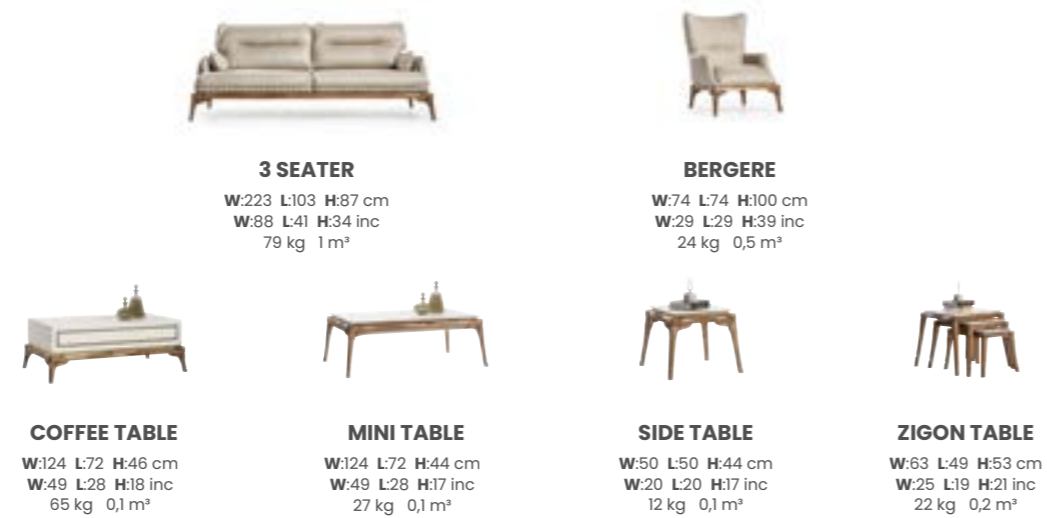 3 SEATER
W:223 L:103 H:87 cm
W:88 L:41 H:34 inc
79 kg 1 m³
BERGERE
W:74 L:74 H:100 cm
W:29 L:29 H:39 inc
24 kg 0,5 m³
COFFEE TABLE
W:124 L:72 H:46 cm
W:49 L:28 H:18 inc
65 kg 0,1 m³
MINI TABLE
W:124 L:72 H:44 cm
W:49 L:28 H:17 inc
27 kg 0,1 m³
SIDE TABLE
W:50 L:50 H:44 cm
W:20 L:20 H:17 inc
12 kg 0,1 m³
ZIGON TABLE
W:63 L:49 H:53 cm
W:25 L:19 H:21 inc
22 kg 0,2 m³